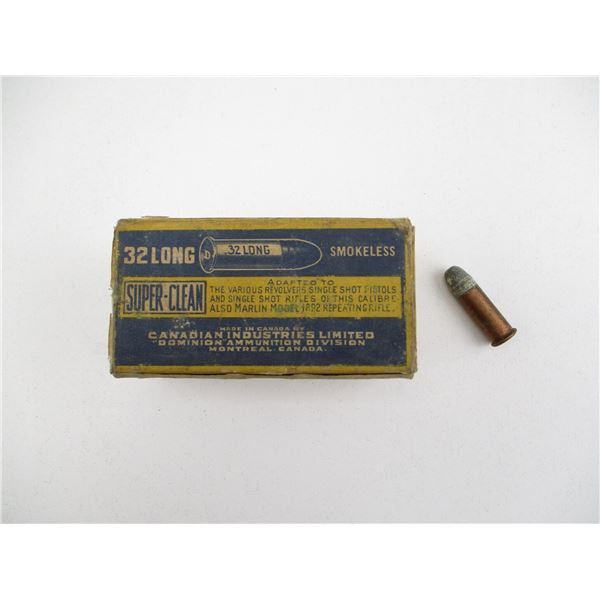 32 LONG
D
.32 LONG
SMOKELESS
SUPER-CLEAN
ADAPTED TO
THE VARIOUS REVOLVERS SINGLE SHOT PISTOLS
AND SINGLE SHOT RIFLES OF THIS CALIBRE
ALSO MARLIN MODEL 1892 REPEATING RIFLE.
MADE IN CANADA BY
CANADIAN INDUSTRIES LIMITED
"DOMINION AMMUNITION DIVISION
MONTREAL, CANADA.